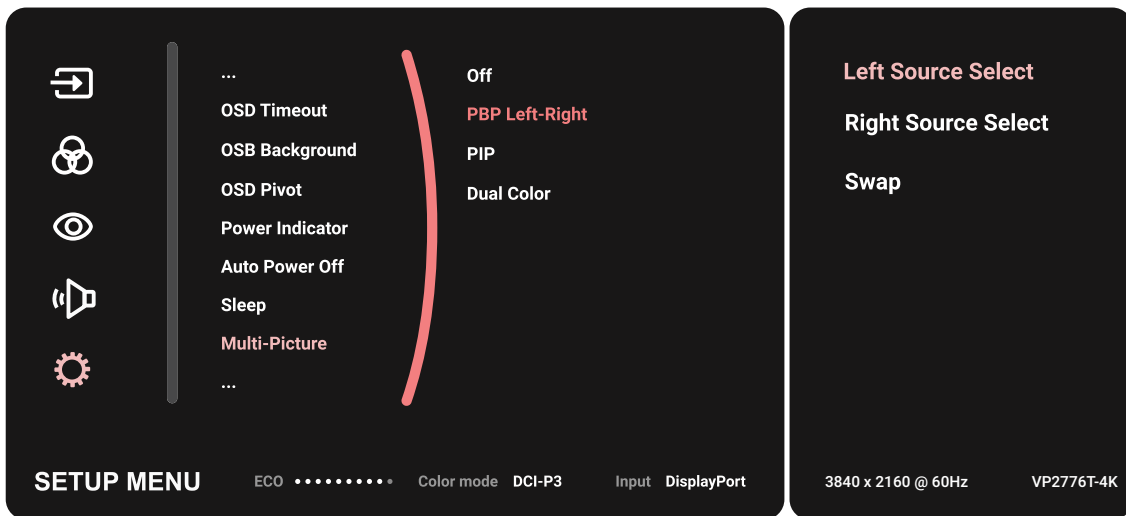 ...
OSD Timeout
OSB Background
OSD Pivot
Power Indicator
Auto Power Off
Sleep
Multi-Picture
...
Off
PBP Left-Right
PIP
Dual Color
Left Source Select
Right Source Select
Swap
SETUP MENU
ECO
Color mode DCI-P3
Input DisplayPort
3840 x 2160 @ 60Hz
VP2776T-4K